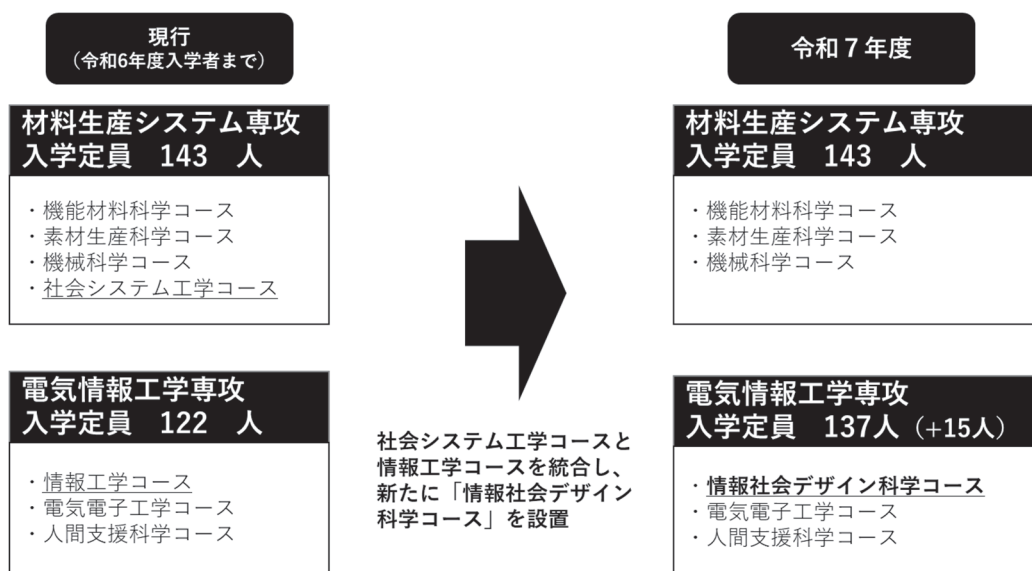 現行
（令和6年度入学者まで）
材料生産システム専攻
入学定員　143　人
・機能材料科学コース
・素材生産科学コース
・機械科学コース
・社会システム工学コース
電気情報工学専攻
入学定員　122　人
・情報工学コース
・電気電子工学コース
・人間支援科学コース
社会システム工学コースと
情報工学コースを統合し、
新たに「情報社会デザイン
科学コース」を設置
令和７年度
材料生産システム専攻
入学定員　143　人
・機能材料科学コース
・素材生産科学コース
・機械科学コース
電気情報工学専攻
入学定員　137人（+15人）
・情報社会デザイン科学コース
・電気電子工学コース
・人間支援科学コース